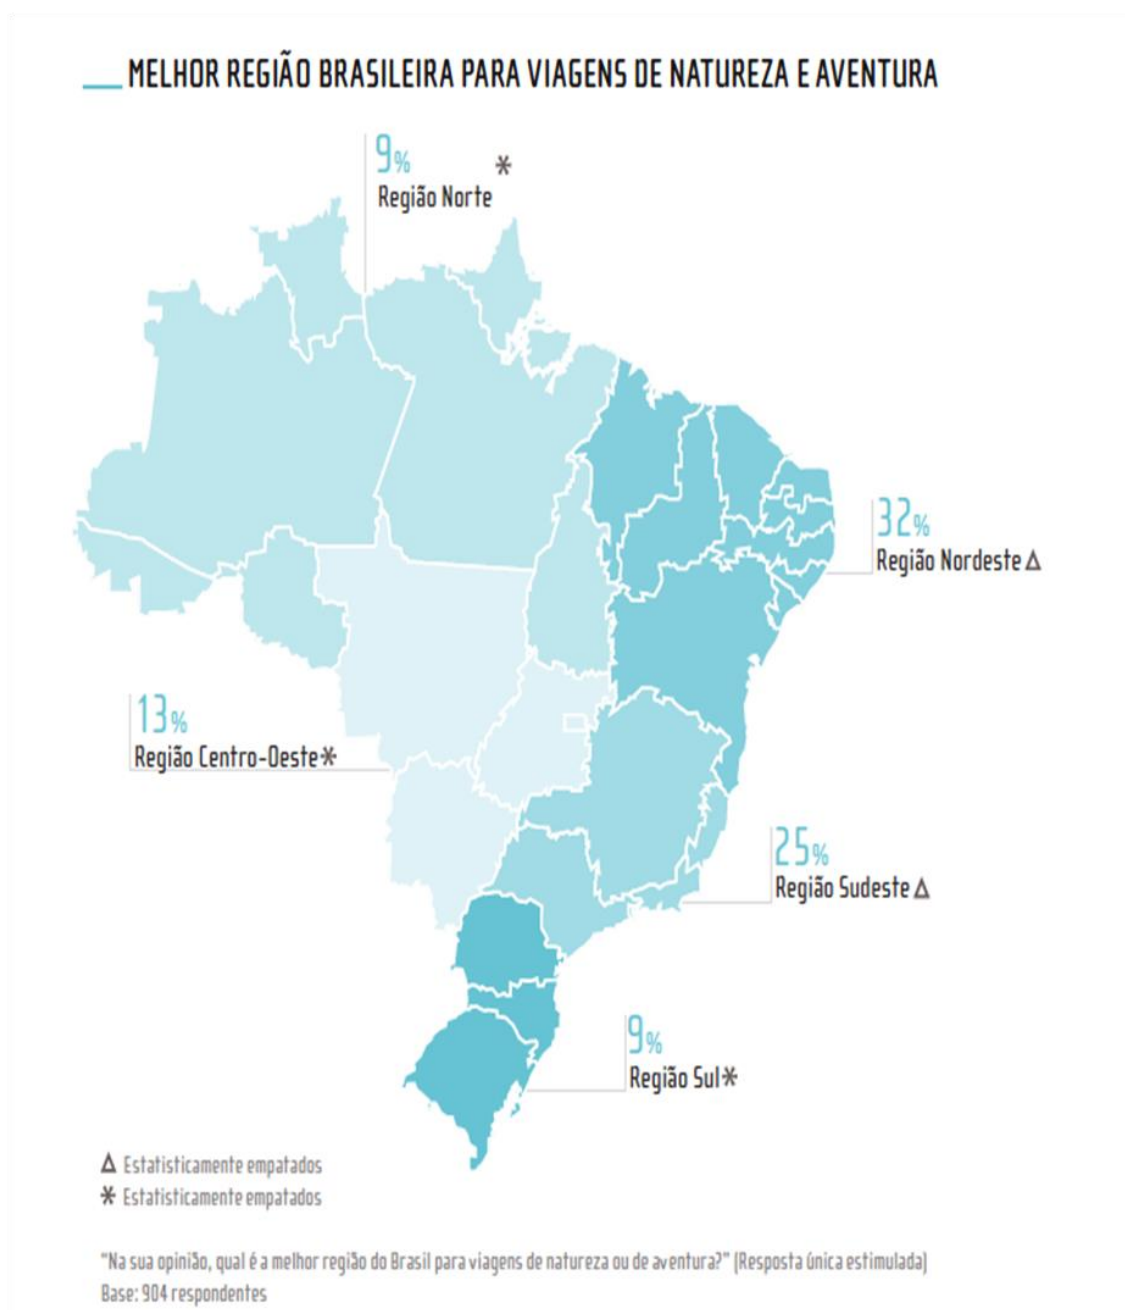 MELHOR REGIÃO BRASILEIRA PARA VIAGENS DE NATUREZA E AVENTURA
9%
Região Norte *
32%
Região Nordeste Δ
13%
Região Centro-Oeste*
25%
Região Sudeste Δ
9%
Região Sul*
Δ Estatisticamente empatados
* Estatisticamente empatados
"Na sua opinião, qual é a melhor região do Brasil para viagens de natureza ou de aventura?" (Resposta única estimulada)
Base: 904 respondentes